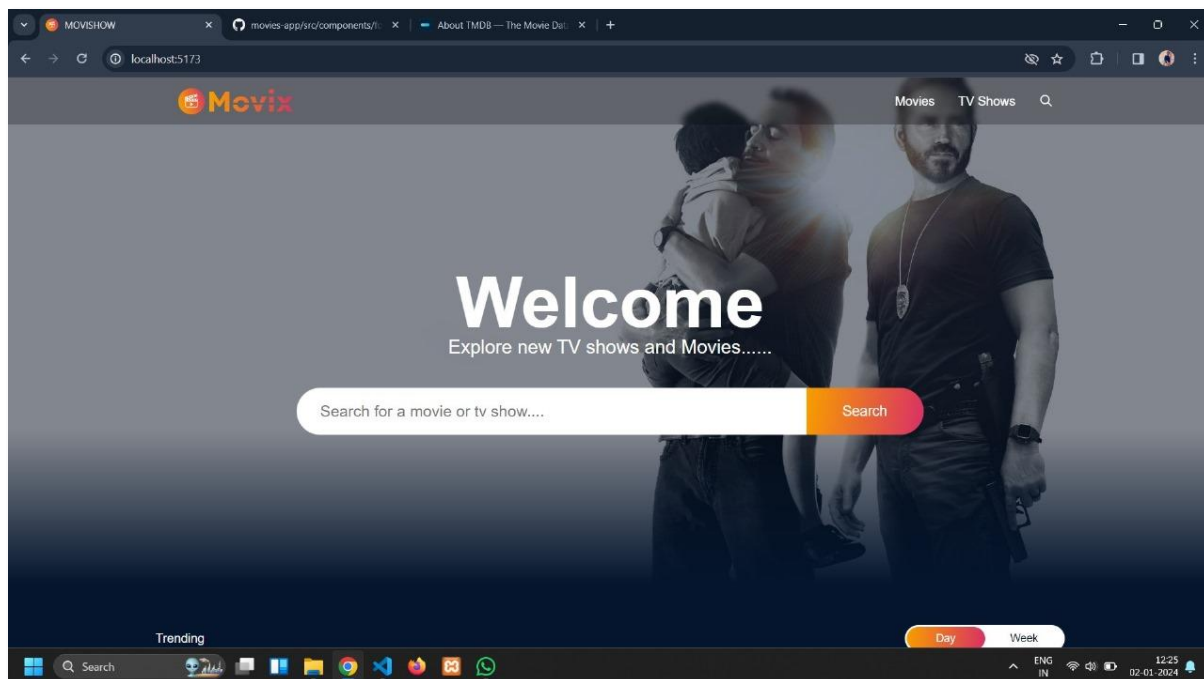 MOVISHOW
movies-app/src/components/fo
About TMDB — The Movie Dat
localhost:5173
Movix
Movies TV Shows
Welcome
Explore new TV shows and Movies......
Search for a movie or tv show....
Search
Trending
Day Week
Search
ENG
IN
12:25
02-01-2024